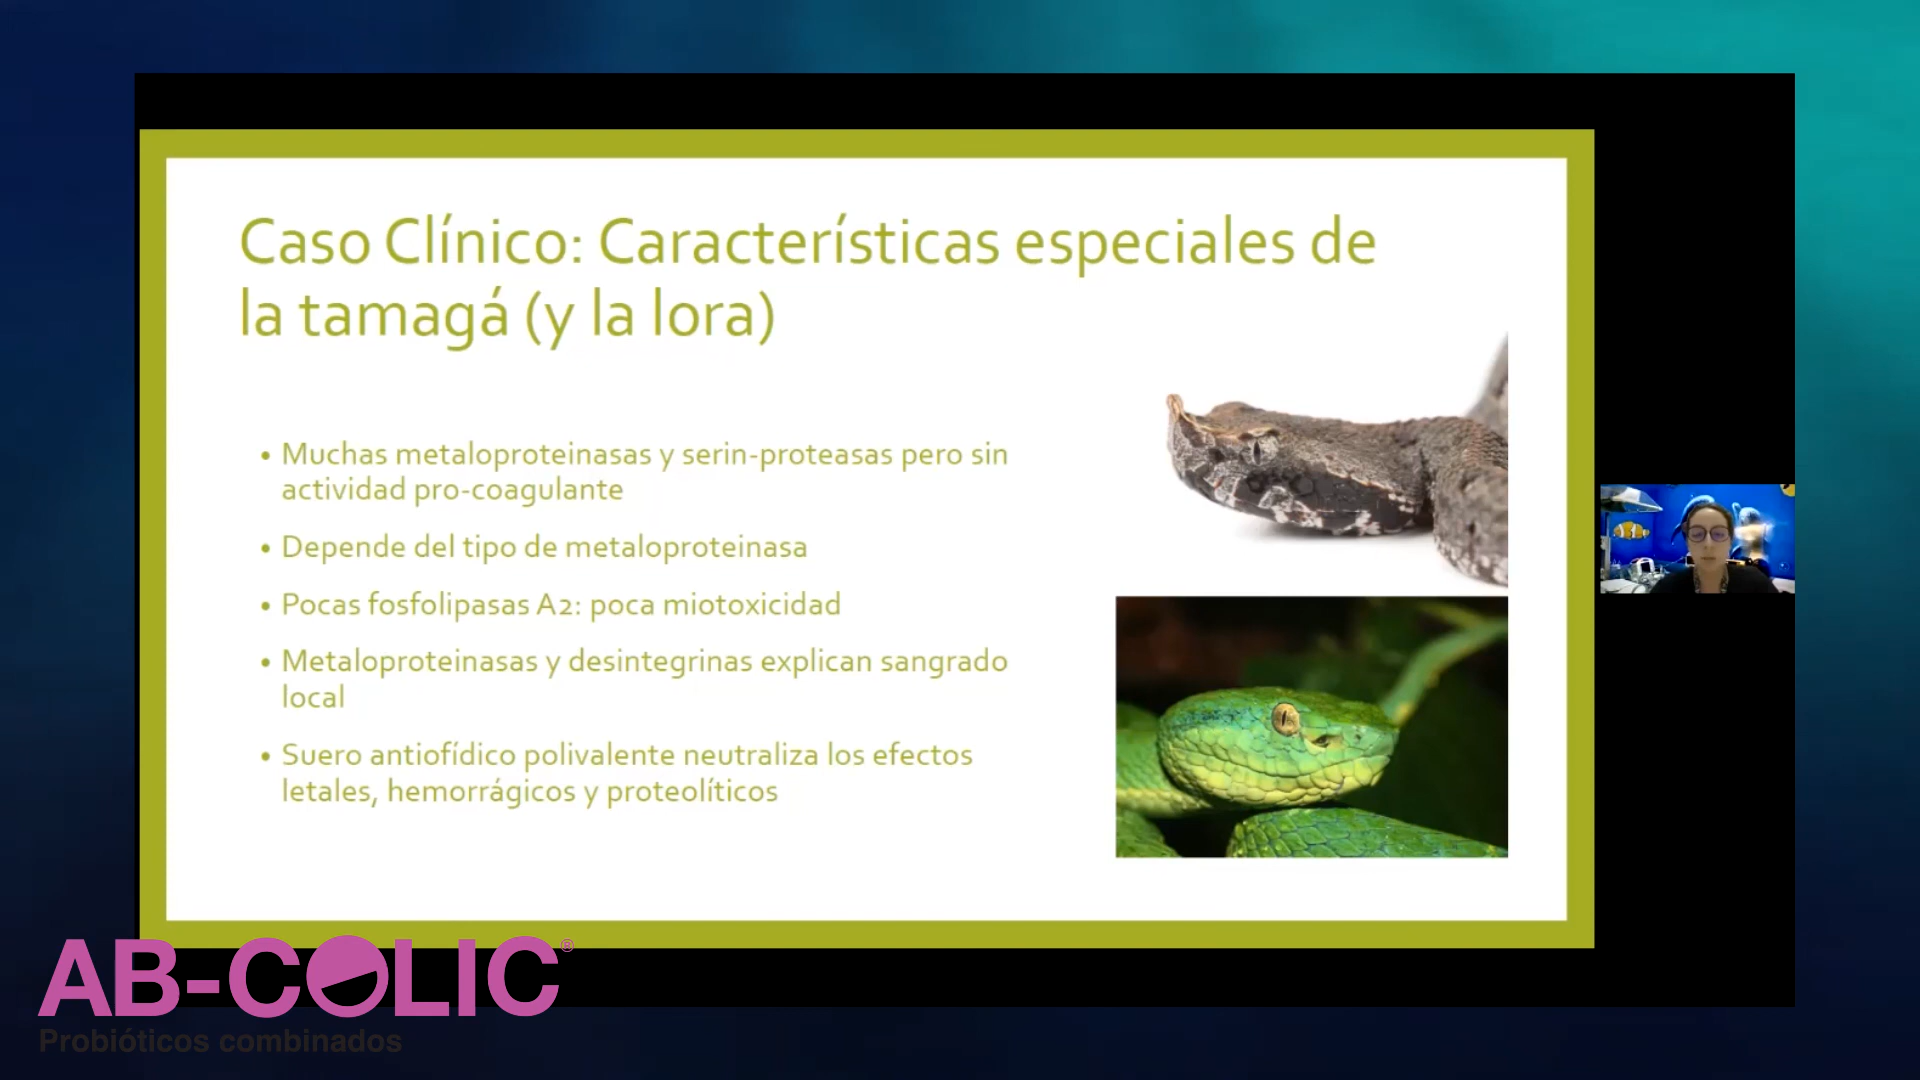 Caso Clínico: Características especiales de
la tamagá (y la lora)
• Muchas metaloproteinasas y serin-proteasas pero sin
actividad pro-coagulante
• Depende del tipo de metaloproteinasa
• Pocas fosfolipasas A2: poca miotoxicidad
• Metaloproteinasas y desintegrinas explican sangrado
local
• Suero antiofídico polivalente neutraliza los efectos
letales, hemorrágicos y proteolíticos
AB-COLIC®
Probióticos combinados